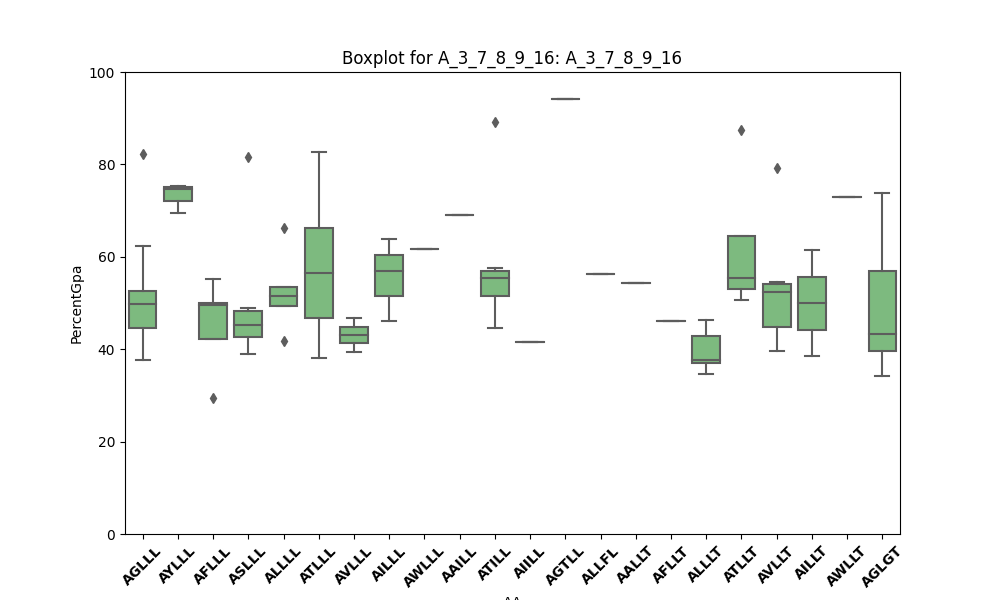 Boxplot for A_3_7_8_9_16: A_3_7_8_9_16
100
80
60
40
20
0
PercentGpa
AGLLL AYLLL AFLLL ASLLL ALLLL ATLLL AVLLL AILLL AWLLL AAILL ATILL AIILL AGTLL ALLFL AALLT AFLLT ALLLT ATLLT AVLLT AILLT AWLLT AGLGT